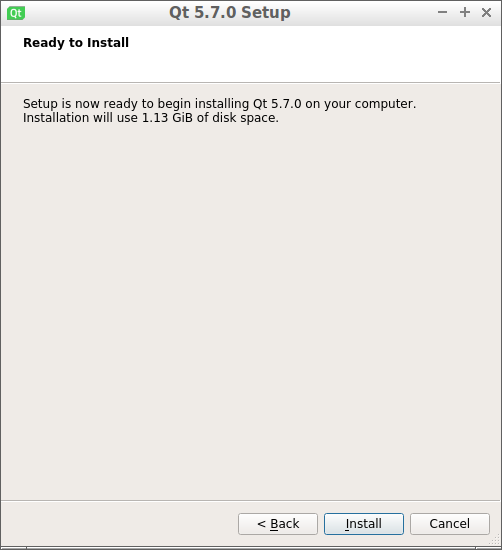 Qt Qt 5.7.0 Setup
Ready to Install
Setup is now ready to begin installing Qt 5.7.0 on your computer.
Installation will use 1.13 GiB of disk space.
< Back Install Cancel